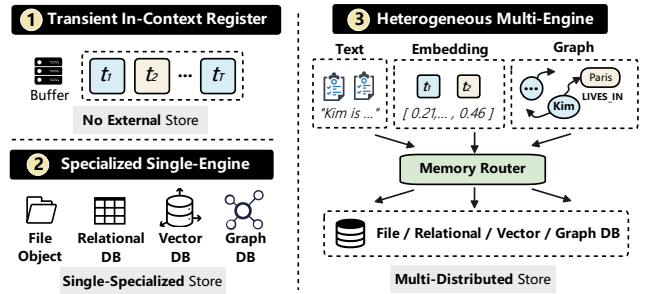 1 Transient In-Context Register
Buffer
t1 t2 ... tT
No External Store
2 Specialized Single-Engine
File Object
Relational DB
Vector DB
Graph DB
Single-Specialized Store
3 Heterogeneous Multi-Engine
Text
"Kim is ..."
Embedding
t1 t2
[ 0.21,... , 0.46 ]
Graph
...
Paris
Kim
LIVES_IN
Memory Router
File / Relational / Vector / Graph DB
Multi-Distributed Store